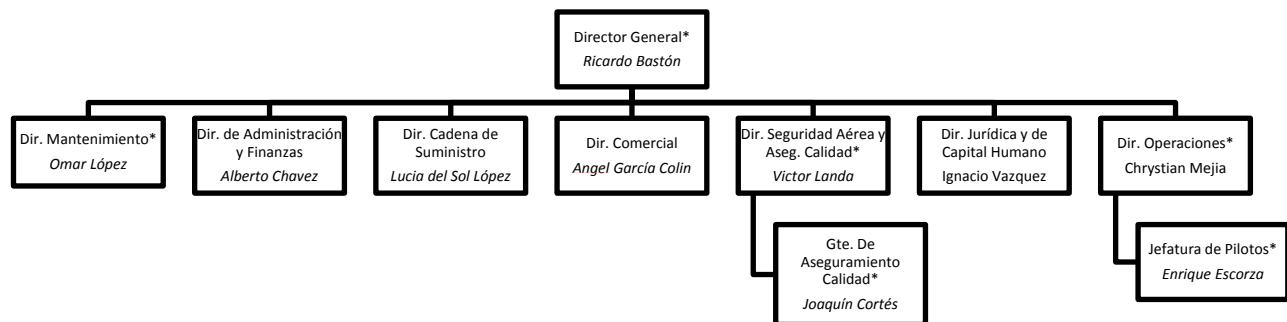 Director General*
Ricardo Bastón
Dir. Mantenimiento*
Omar López
Dir. de Administración
y Finanzas
Alberto Chavez
Dir. Cadena de
Suministro
Lucia del Sol López
Dir. Comercial
Angel García Colin
Dir. Seguridad Aérea y
Aseg. Calidad*
Victor Landa
Dir. Jurídica y de
Capital Humano
Ignacio Vazquez
Dir. Operaciones*
Chrystian Mejia
Gte. De
Aseguramiento
Calidad*
Joaquín Cortés
Jefatura de Pilotos*
Enrique Escorza